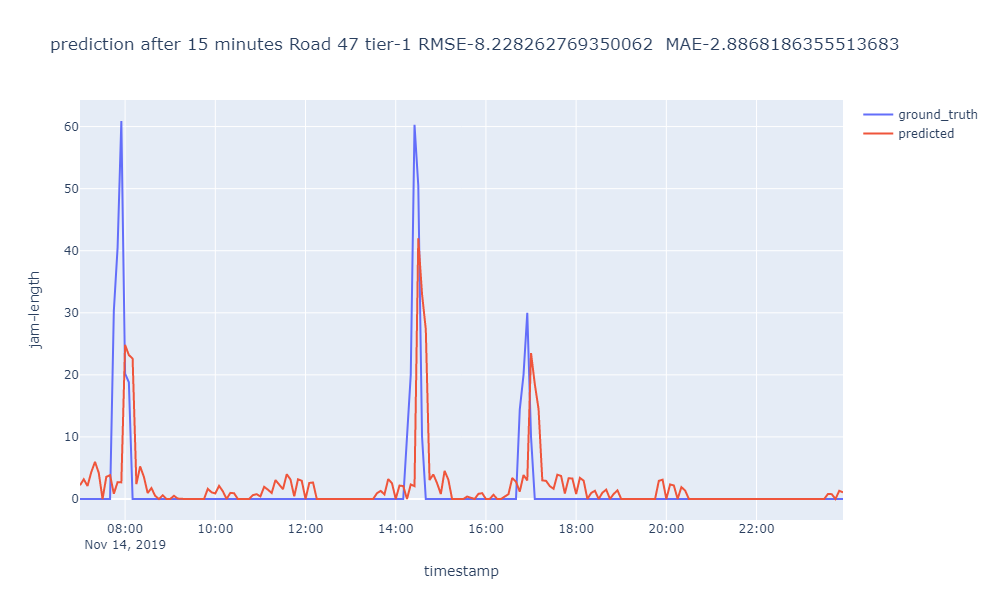 prediction after 15 minutes Road 47 tier-1 RMSE-8.228262769350062  MAE-2.8868186355513683
ground_truth
predicted
60
50
40
30
20
10
0
jam-length
08:00 10:00 12:00 14:00 16:00 18:00 20:00 22:00
Nov 14, 2019
timestamp